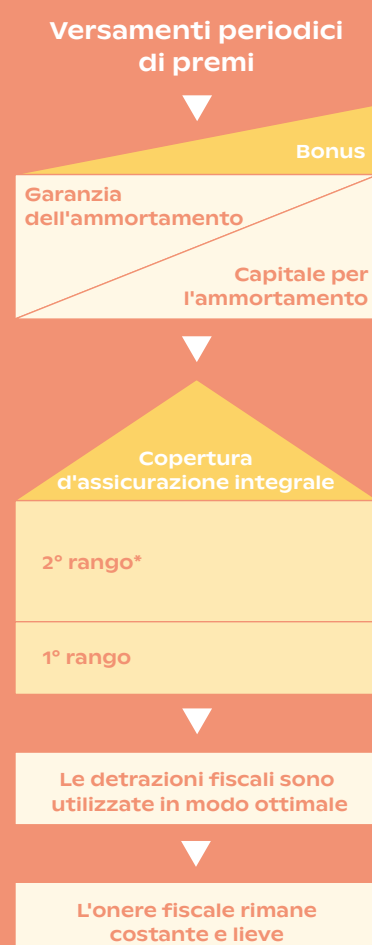 Versamenti periodici
di premi
Bonus
Garanzia
dell'ammortamento
Capitale per
l'ammortamento
Copertura
d'assicurazione integrale
2° rango*
1° rango
Le detrazioni fiscali sono
utilizzate in modo ottimale
L'onere fiscale rimane
costante e lieve